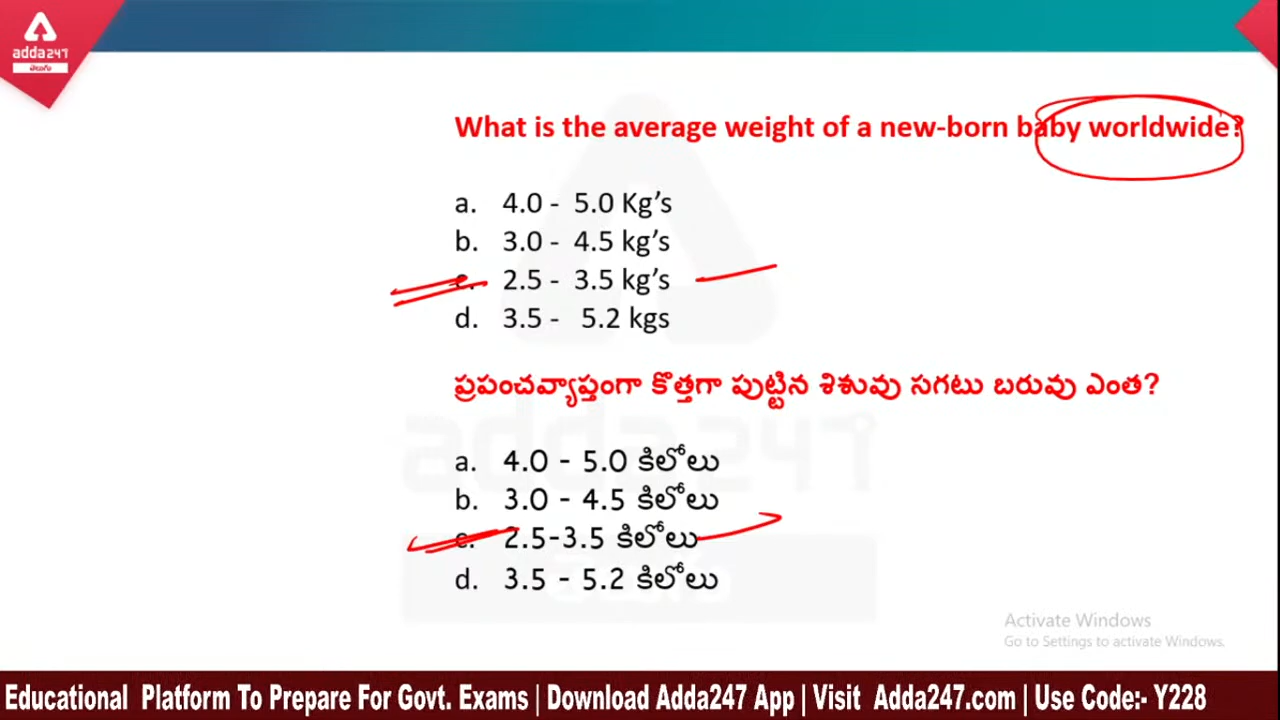 adda247
తెలుగు
What is the average weight of a new-born baby worldwide?
a. 4.0 - 5.0 Kg’s
b. 3.0 - 4.5 kg’s
c. 2.5 - 3.5 kg’s
d. 3.5 - 5.2 kgs
ప్రపంచవ్యాప్తంగా కొత్తగా పుట్టిన శిశువు సగటు బరువు ఎంత?
adda247
a. 4.0 - 5.0 కిలోలు
b. 3.0 - 4.5 కిలోలు
c. 2.5-3.5 కిలోలు
d. 3.5 - 5.2 కిలోలు
Activate Windows
Go to Settings to activate Windows.
Educational Platform To Prepare For Govt. Exams | Download Adda247 App | Visit Adda247.com | Use Code:- Y228